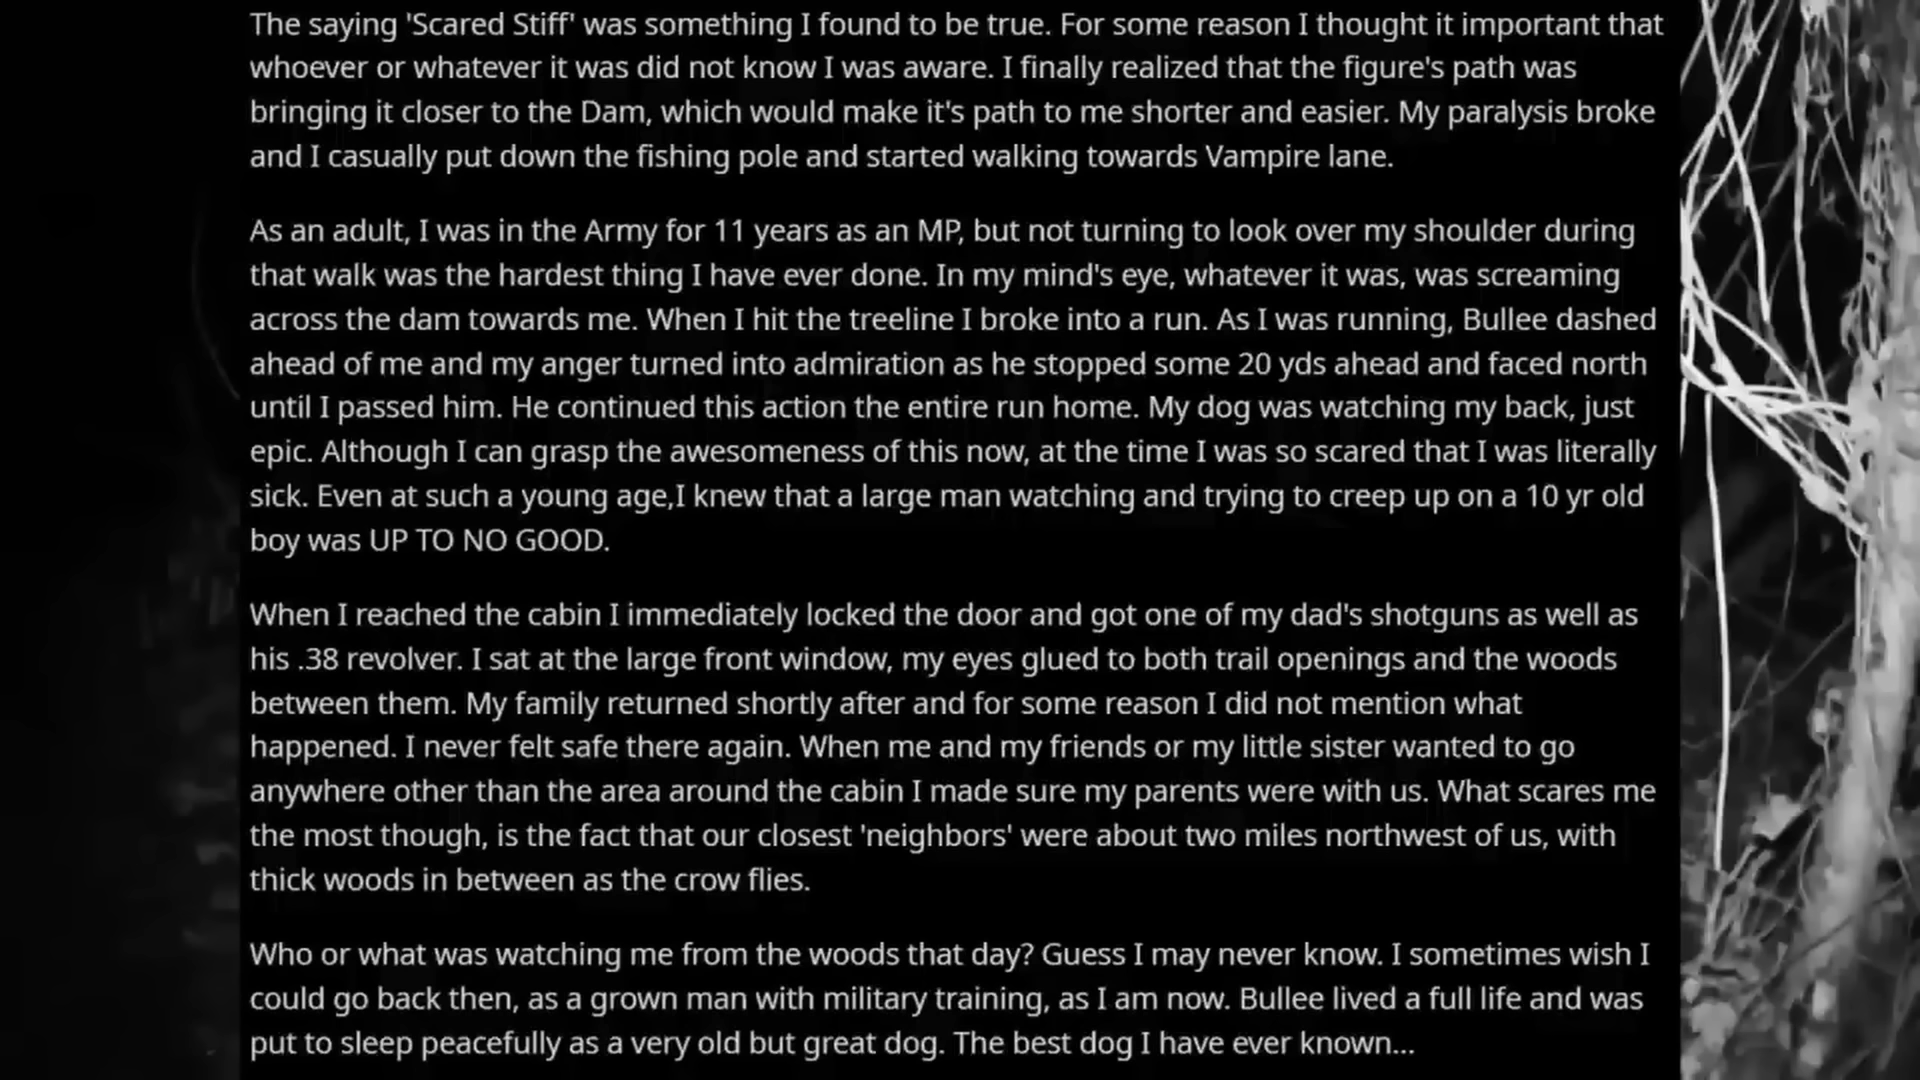 The saying 'Scared Stiff' was something I found to be true. For some reason I thought it important that
whoever or whatever it was did not know I was aware. I finally realized that the figure's path was
bringing it closer to the Dam, which would make it's path to me shorter and easier. My paralysis broke
and I casually put down the fishing pole and started walking towards Vampire lane.
As an adult, I was in the Army for 11 years as an MP, but not turning to look over my shoulder during
that walk was the hardest thing I have ever done. In my mind's eye, whatever it was, was screaming
across the dam towards me. When I hit the treeline I broke into a run. As I was running, Bullee dashed
ahead of me and my anger turned into admiration as he stopped some 20 yds ahead and faced north
until I passed him. He continued this action the entire run home. My dog was watching my back, just
epic. Although I can grasp the awesomeness of this now, at the time I was so scared that I was literally
sick. Even at such a young age,I knew that a large man watching and trying to creep up on a 10 yr old
boy was UP TO NO GOOD.
When I reached the cabin I immediately locked the door and got one of my dad's shotguns as well as
his .38 revolver. I sat at the large front window, my eyes glued to both trail openings and the woods
between them. My family returned shortly after and for some reason I did not mention what
happened. I never felt safe there again. When me and my friends or my little sister wanted to go
anywhere other than the area around the cabin I made sure my parents were with us. What scares me
the most though, is the fact that our closest 'neighbors' were about two miles northwest of us, with
thick woods in between as the crow flies.
Who or what was watching me from the woods that day? Guess I may never know. I sometimes wish I
could go back then, as a grown man with military training, as I am now. Bullee lived a full life and was
put to sleep peacefully as a very old but great dog. The best dog I have ever known...